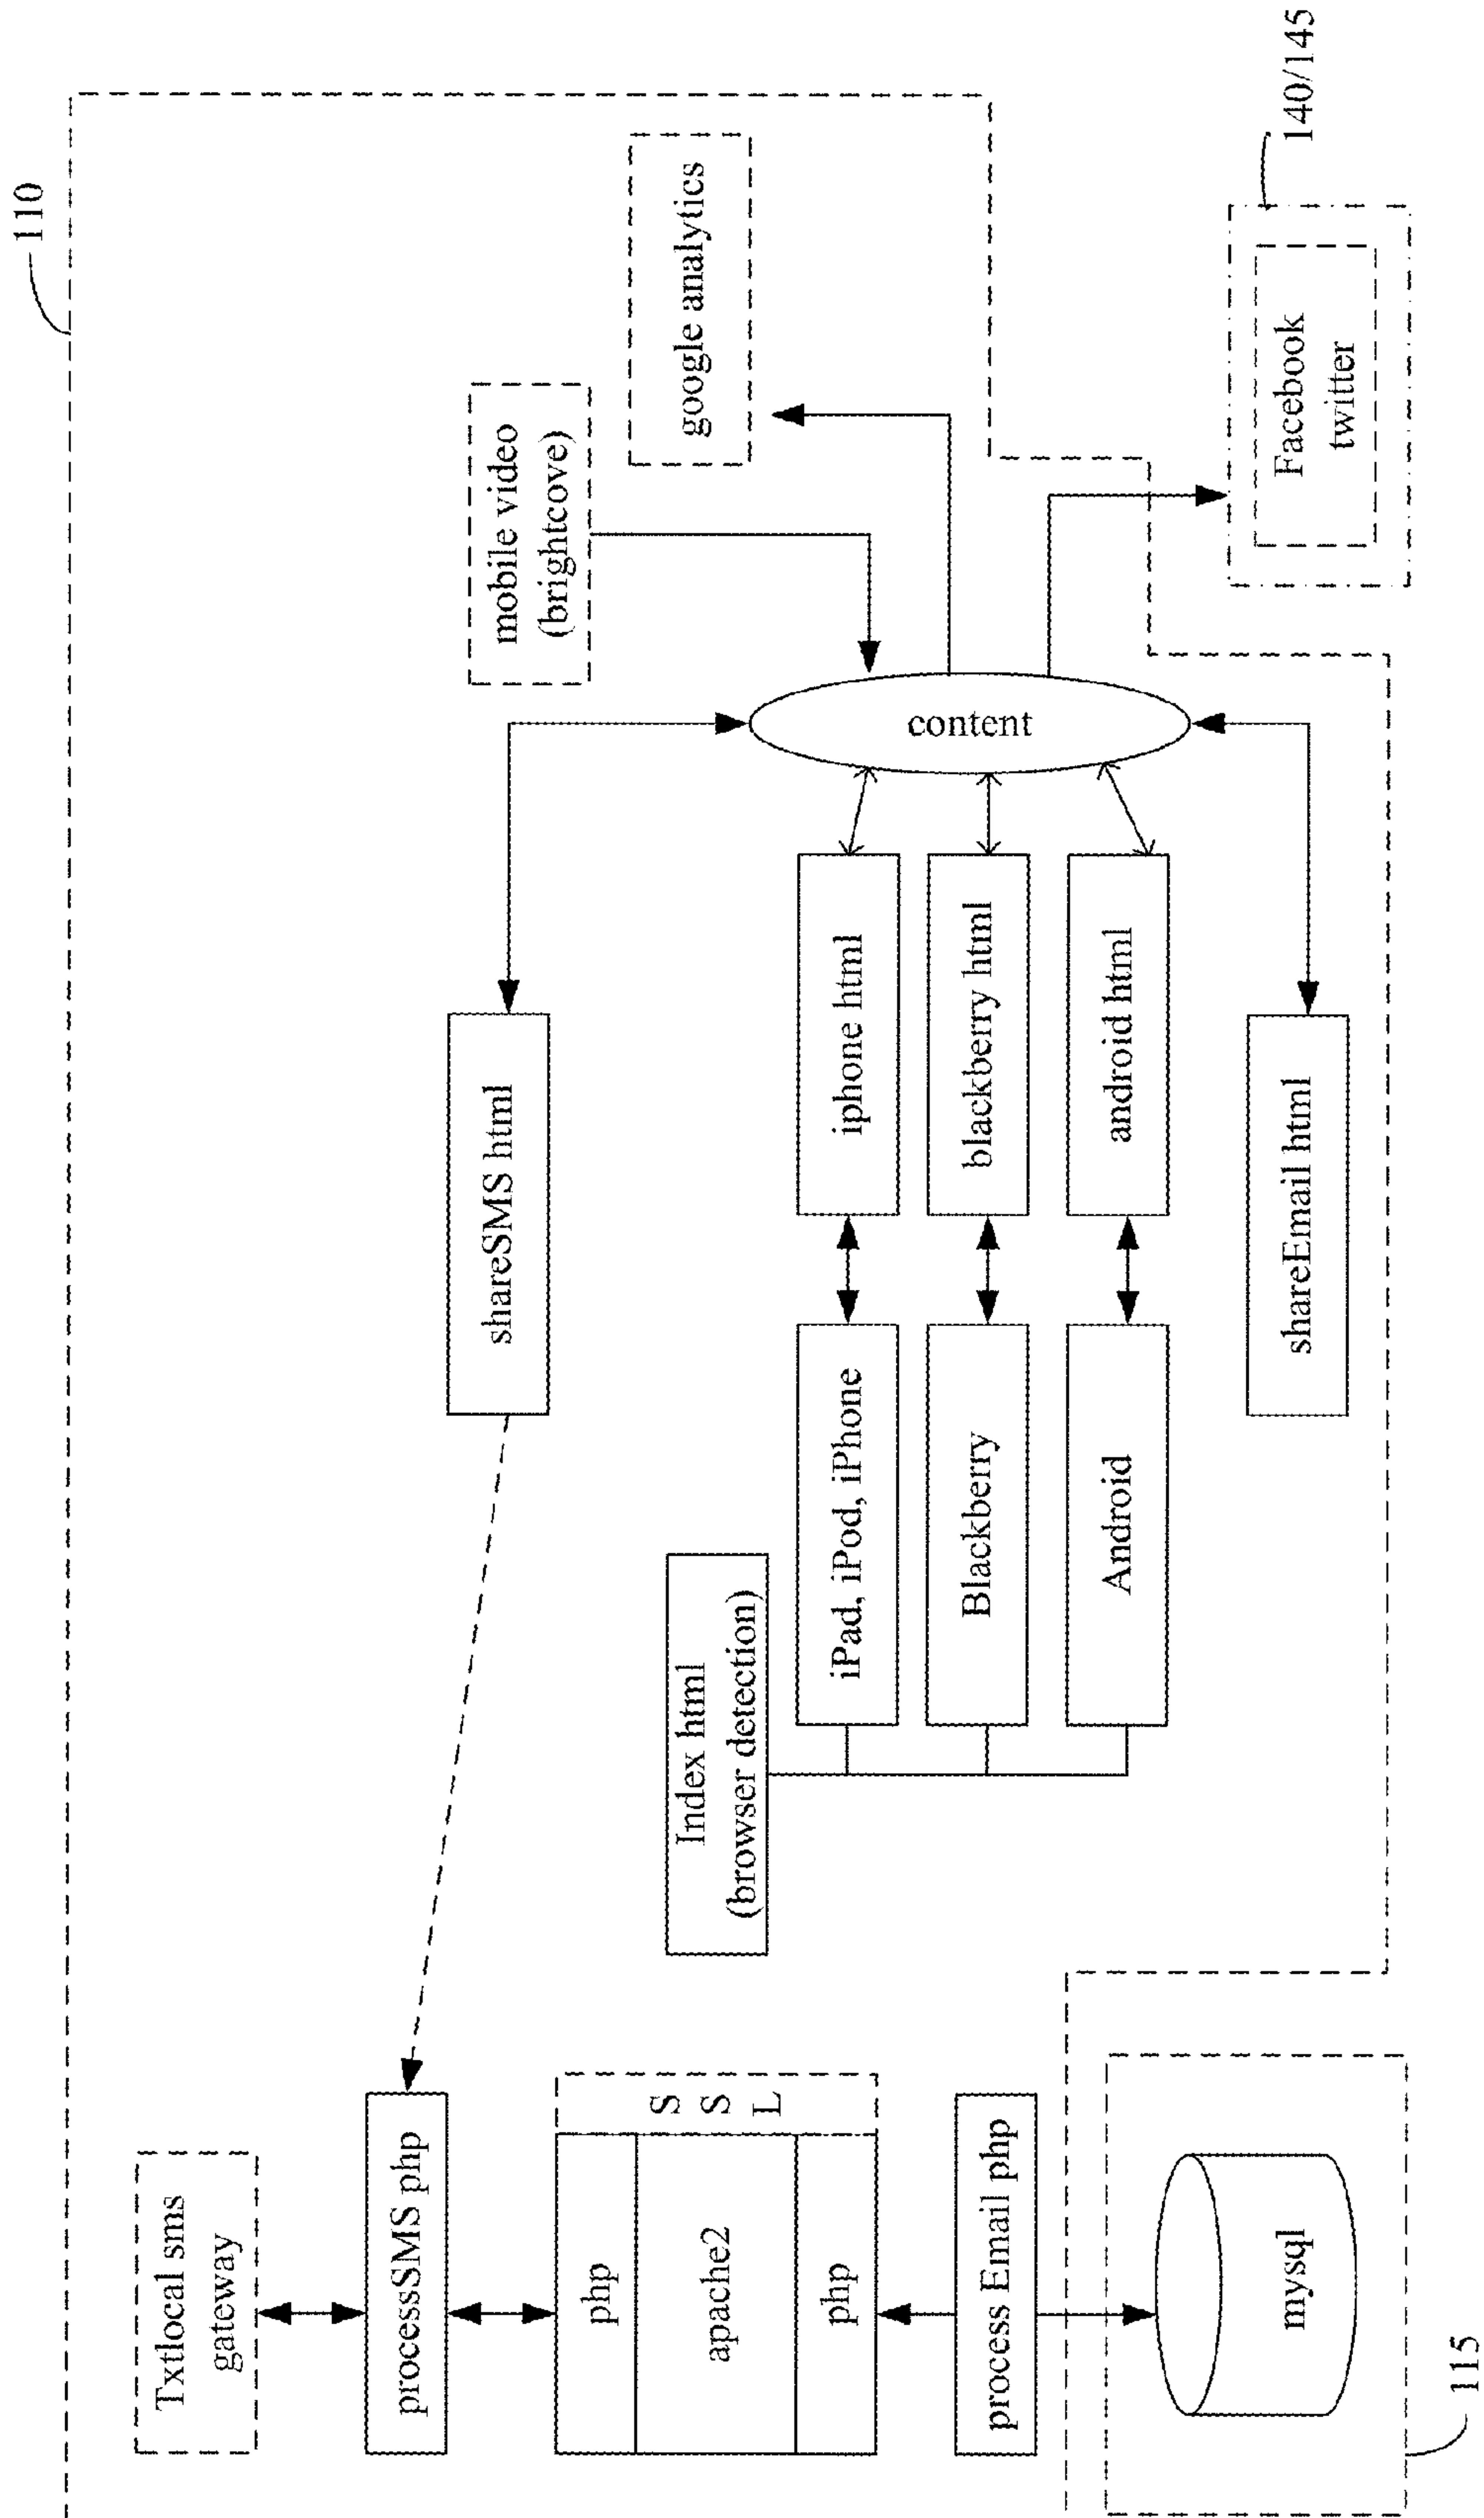 110
Txtlocal sms
gateway
processSMS php
php
apache2
php
S
S
L
process Email php
mysql
115
shareSMS html
Index html
(browser detection)
iPad, iPod, iPhone
Blackberry
Android
iphone html
blackberry html
android html
shareEmail html
content
mobile video
(brightcove)
google analytics
Facebook
twitter
140/145